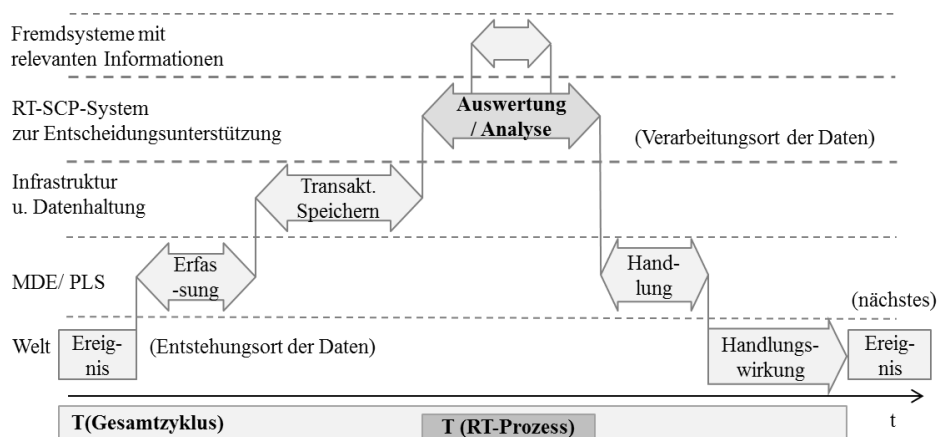 Fremdsysteme mit
relevanten Informationen
RT-SCP-System
zur Entscheidungsunterstützung
Auswertung
/ Analyse
(Verarbeitungsort der Daten)
Infrastruktur
u. Datenhaltung
Transakt.
Speichern
MDE/ PLS
Erfas
-sung
Hand-
lung
(nächstes)
Welt
Ereig-
nis
(Entstehungsort der Daten)
Handlungs-
wirkung
Ereig-
nis
T(Gesamtzyklus)
T (RT-Prozess)
t